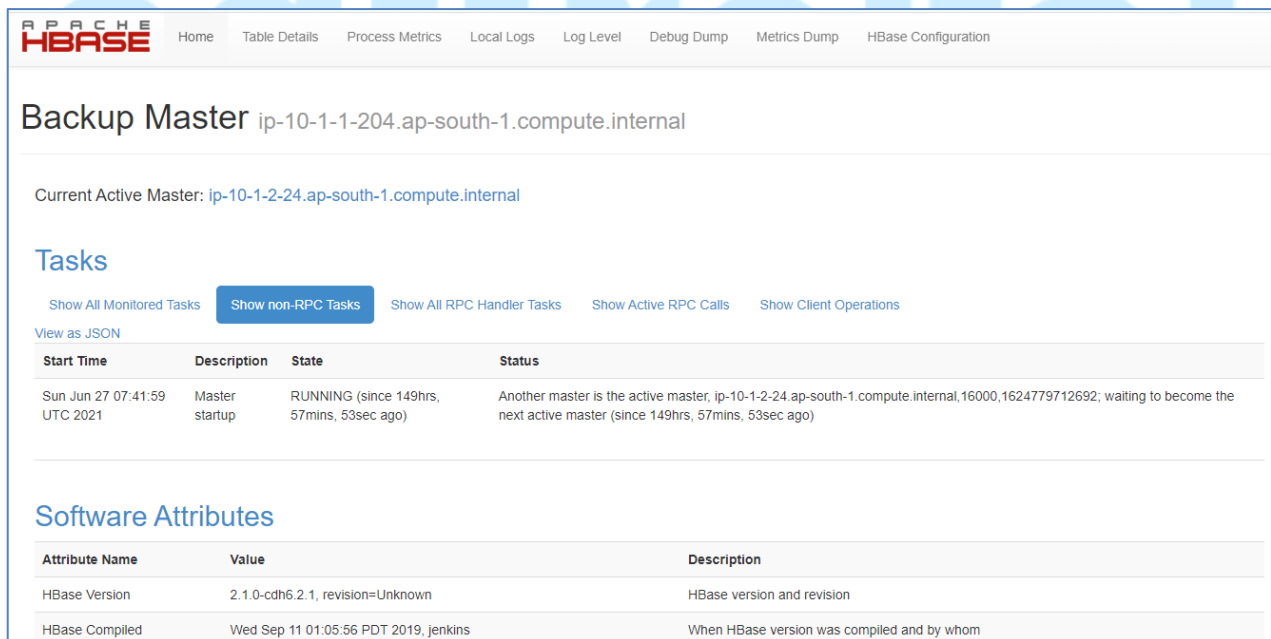 APACHE
HBASE
Home Table Details Process Metrics Local Logs Log Level Debug Dump Metrics Dump HBase Configuration
Backup Master ip-10-1-1-204.ap-south-1.compute.internal
Current Active Master: ip-10-1-2-24.ap-south-1.compute.internal
Tasks
Show All Monitored Tasks Show non-RPC Tasks Show All RPC Handler Tasks Show Active RPC Calls Show Client Operations
View as JSON
Start Time Description State Status
Sun Jun 27 07:41:59 Master RUNNING (since 149hrs, Another master is the active master, ip-10-1-2-24.ap-south-1.compute.internal,16000,1624779712692; waiting to become the
UTC 2021 startup 57mins, 53sec ago) next active master (since 149hrs, 57mins, 53sec ago)
Software Attributes
Attribute Name Value Description
HBase Version 2.1.0-cdh6.2.1, revision=Unknown HBase version and revision
HBase Compiled Wed Sep 11 01:05:56 PDT 2019, jenkins When HBase version was compiled and by whom